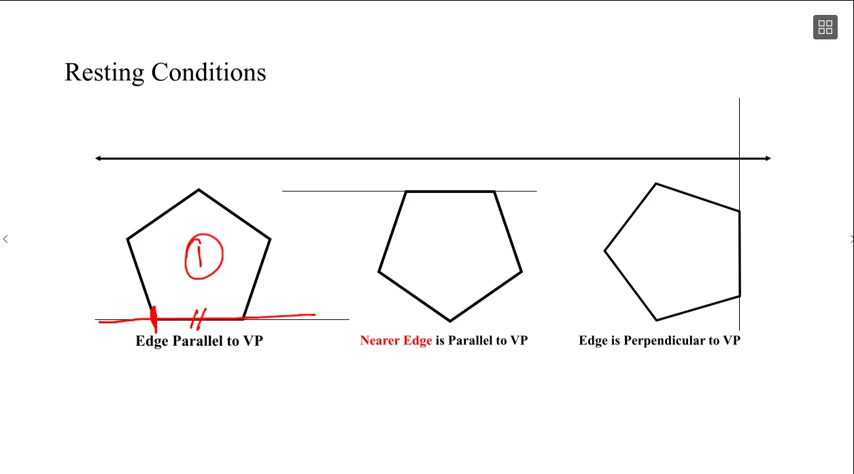 Resting Conditions
1
Edge Parallel to VP
Nearer Edge is Parallel to VP
Edge is Perpendicular to VP